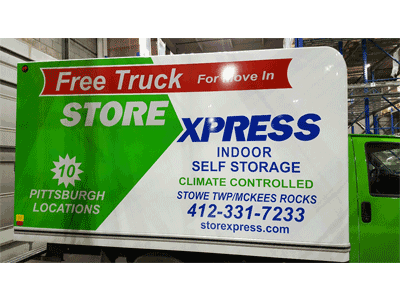 Free Truck For Move In
STORE XPRESS
INDOOR
SELF STORAGE
CLIMATE CONTROLLED
STOWE TWP/MCKEES ROCKS
412-331-7233
storexpress.com
10
PITTSBURGH
LOCATIONS